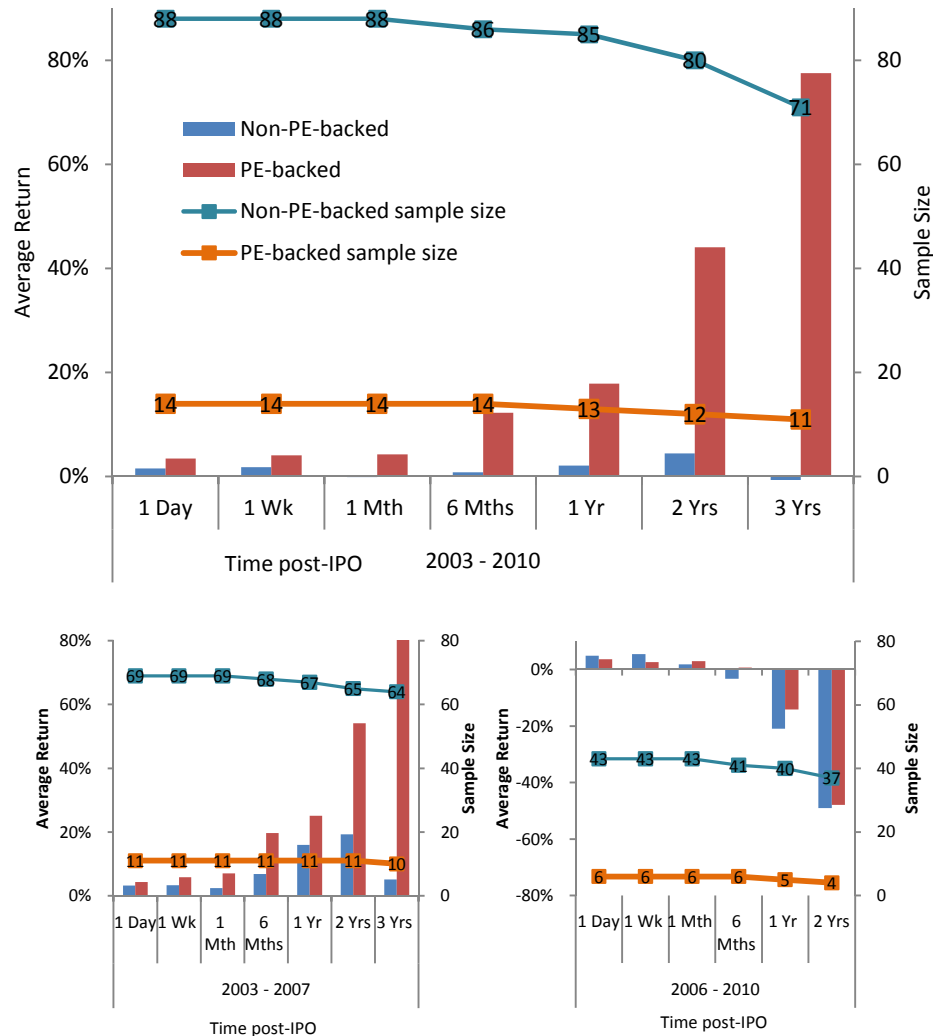 88 88 88 86 85 80 71
80% 80
60% 60
40% 40
20% 20
0% 0
Average Return
Sample Size
Non-PE-backed
PE-backed
Non-PE-backed sample size
PE-backed sample size
14 14 14 14 13 12 11
1 Day 1 Wk 1 Mth 6 Mths 1 Yr 2 Yrs 3 Yrs
Time post-IPO 2003 - 2010
80% 80
60% 60
40% 40
20% 20
0% 0
Average Return
Sample Size
69 69 69 68 67 65 64
11 11 11 11 11 11 10
1 Day 1 Wk 1 Mth 6 Mths 1 Yr 2 Yrs 3 Yrs
2003 - 2007
Time post-IPO
0% 80
-20% 60
-40% 40
-60% 20
-80% 0
Average Return
Sample Size
43 43 43 41 40 37
6 6 6 6 5 4
1 Day 1 Wk 1 Mth 6 Mths 1 Yr 2 Yrs
2006 - 2010
Time post-IPO